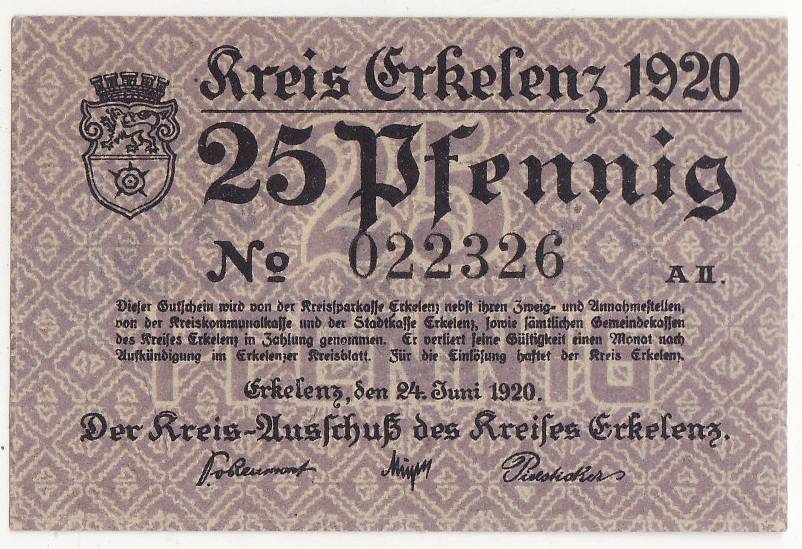 Kreis Erkelenz 1920
25 Pfennig
No 022326
A II.
Dieser Gutschein wird von der Kreissparkasse Erkelenz nebst ihren Zweig- und Annahmestellen,
von der Kreiskommunalkasse und der Stadtkasse Erkelenz, sowie sämtlichen Gemeindekassen
des Kreises Erkelenz in Zahlung genommen. Er verliert seine Gültigkeit einen Monat nach
Aufkündigung im Erkelenzer Kreisblatt. Für die Einlösung haftet der Kreis Erkelenz.
Erkelenz, den 24. Juni 1920.
Der Kreis-Ausschuß des Kreises Erkelenz.
25
PFENNIG